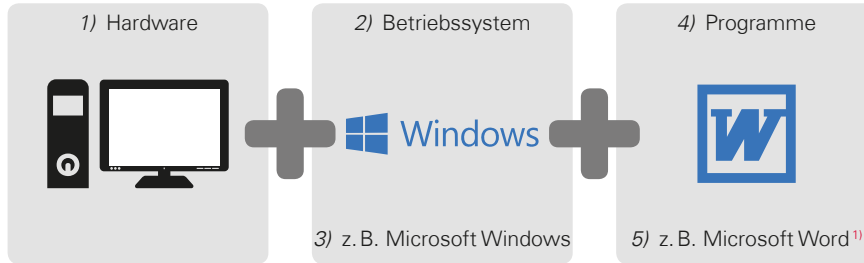 1) Hardware
2) Betriebssystem
4) Programme
Windows
W
3) z. B. Microsoft Windows
5) z. B. Microsoft Word 1)